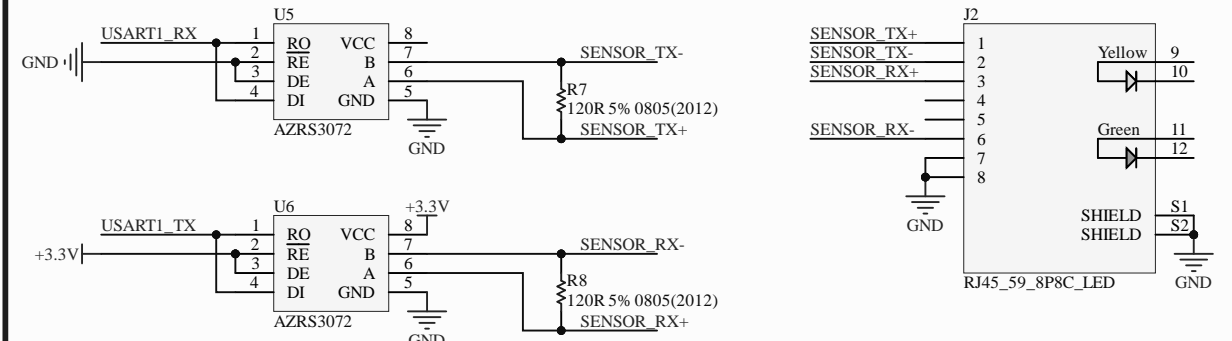 U5
USART1_RX
1 RO VCC 8
GND 2 RE B 7 SENSOR_TX-
3 DE A 6
4 DI GND 5
R7
120R 5% 0805(2012)
AZRS3072
SENSOR_TX+
GND
U6
+3.3V
USART1_TX
1 RO VCC 8
+3.3V 2 RE B 7 SENSOR_RX-
3 DE A 6
4 DI GND 5
R8
120R 5% 0805(2012)
AZRS3072
SENSOR_RX+
GND
J2
SENSOR_TX+ 1
SENSOR_TX- 2
SENSOR_RX+ 3
4
5
SENSOR_RX- 6
7
8
GND
Yellow 9
10
Green 11
12
SHIELD S1
SHIELD S2
GND
RJ45_59_8P8C_LED